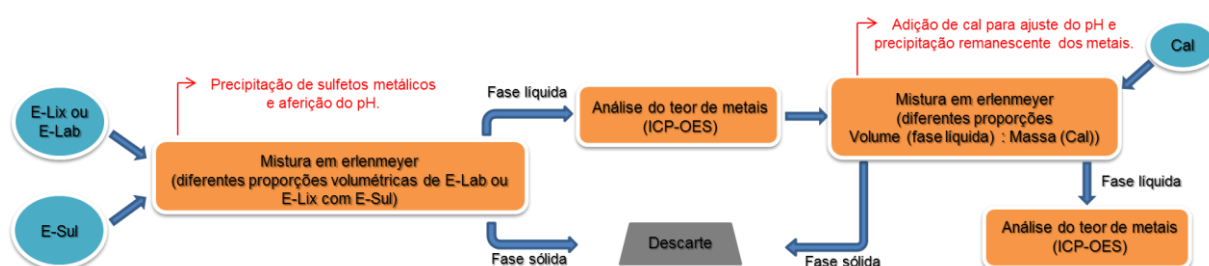 E-Lix ou
E-Lab
E-Sul
Precipitação de sulfetos metálicos
e aferição do pH.
Mistura em erlenmeyer
(diferentes proporções volumétricas de E-Lab ou
E-Lix com E-Sul)
Fase líquida
Análise do teor de metais
(ICP-OES)
Fase sólida
Descarte
Adição de cal para ajuste do pH e
precipitação remanescente dos metais.
Cal
Mistura em erlenmeyer
(diferentes proporções
Volume (fase líquida) : Massa (Cal))
Fase sólida
Fase líquida
Análise do teor de metais
(ICP-OES)